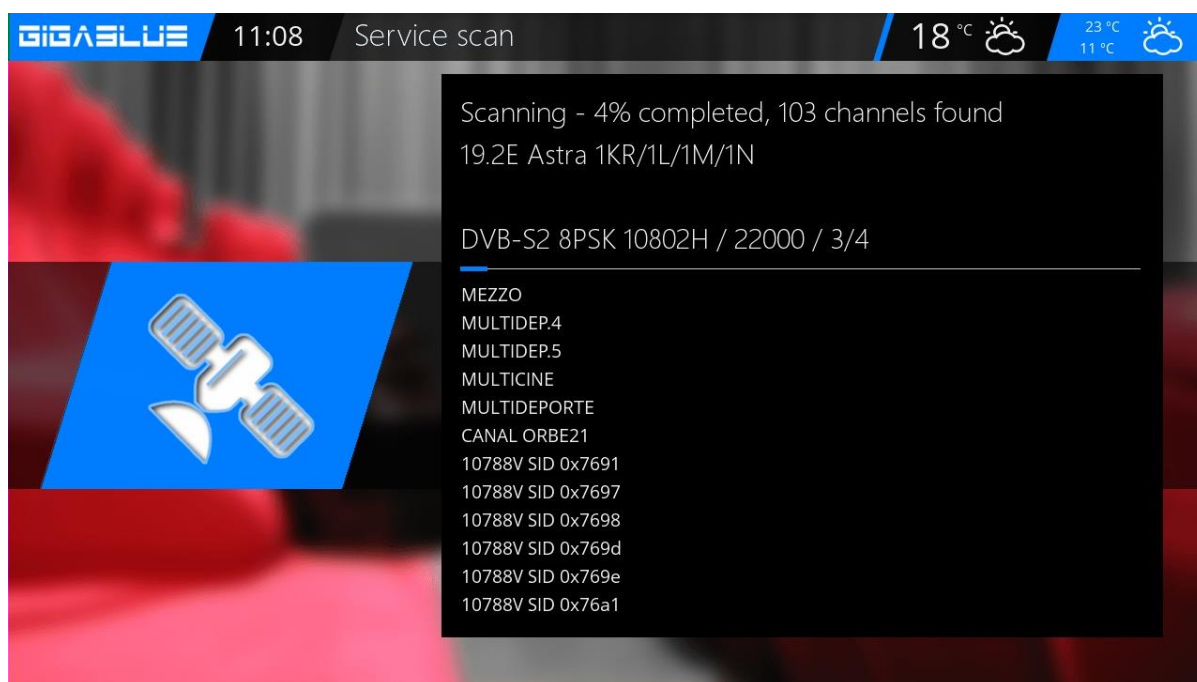 GIGABLUE 11:08 Service scan 18 °C 23 °C
11 °C
Scanning - 4% completed, 103 channels found
19.2E Astra 1KR/1L/1M/1N
DVB-S2 8PSK 10802H / 22000 / 3/4
MEZZO
MULTIDEP.4
MULTIDEP.5
MULTICINE
MULTIDEPORTE
CANAL ORBE21
10788V SID 0x7691
10788V SID 0x7697
10788V SID 0x7698
10788V SID 0x769d
10788V SID 0x769e
10788V SID 0x76a1